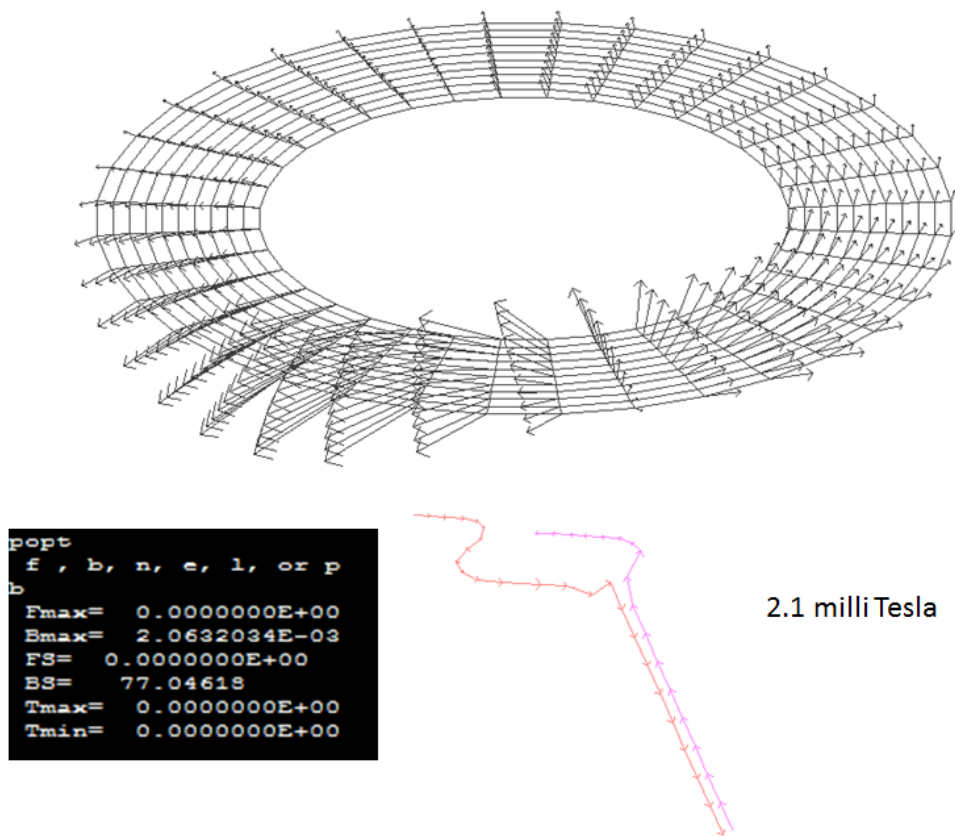 popt
f , b, n, e, l, or p
b
Fmax= 0.0000000E+00
Bmax= 2.0632034E-03
FS= 0.0000000E+00
BS= 77.04618
Tmax= 0.0000000E+00
Tmin= 0.0000000E+00
2.1 milli Tesla